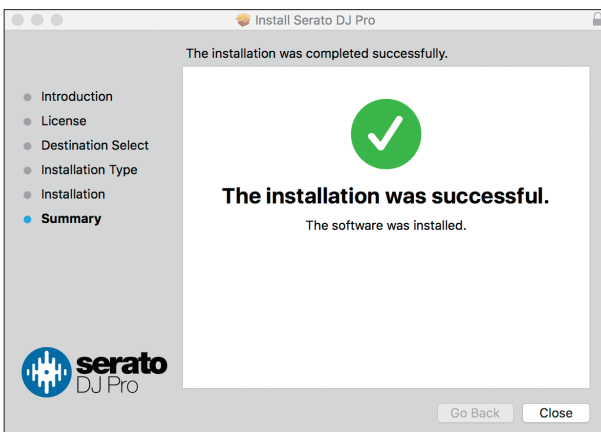 Install Serato DJ Pro
The installation was completed successfully.
Introduction
License
Destination Select
Installation Type
Installation
Summary
The installation was successful.
The software was installed.
serato
DJ Pro
Go Back
Close